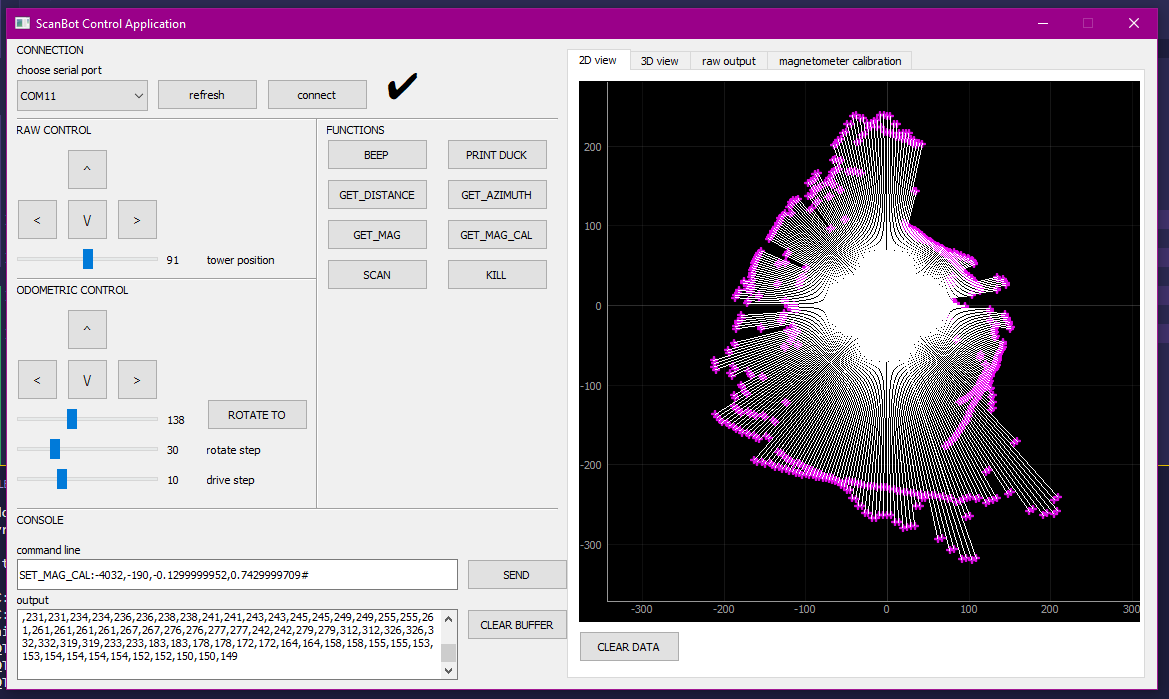 ScanBot Control Application
CONNECTION
choose serial port
COM11
refresh
connect
RAW CONTROL
^
<
V
>
91
tower position
ODOMETRIC CONTROL
^
<
V
>
138
ROTATE TO
30
rotate step
10
drive step
FUNCTIONS
BEEP
PRINT DUCK
GET_DISTANCE
GET_AZIMUTH
GET_MAG
GET_MAG_CAL
SCAN
KILL
CONSOLE
command line
SET_MAG_CAL:-4032,-190,-0.1299999952,0.7429999709#
SEND
output
,231,231,234,234,236,236,238,238,241,241,243,243,245,245,249,249,255,255,26
1,261,261,261,261,267,267,276,276,277,277,242,242,279,279,312,312,326,326,3
32,332,319,319,233,233,183,183,178,178,172,172,164,164,158,158,155,155,153,
153,154,154,154,154,152,152,150,150,149
CLEAR BUFFER
2D view
3D view
raw output
magnetometer calibration
200
100
0
-100
-200
-300
-300
-200
-100
0
100
200
300
CLEAR DATA